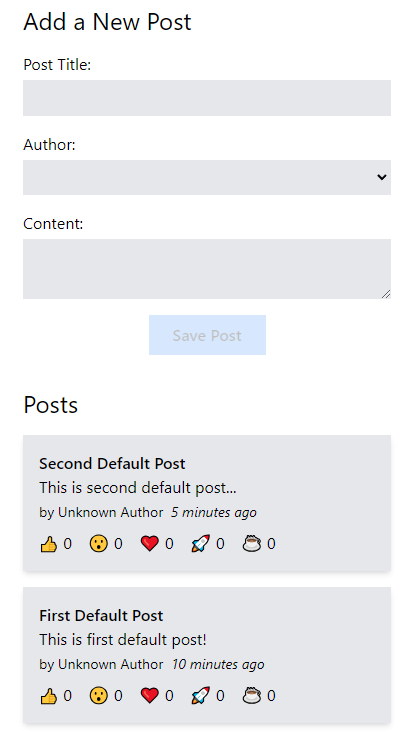 Add a New Post
Post Title:
Author:
Content:
Save Post
Posts
Second Default Post
This is second default post...
by Unknown Author 5 minutes ago
👍 0 😮 0 ❤️ 0 🚀 0 ☕ 0
First Default Post
This is first default post!
by Unknown Author 10 minutes ago
👍 0 😮 0 ❤️ 0 🚀 0 ☕ 0